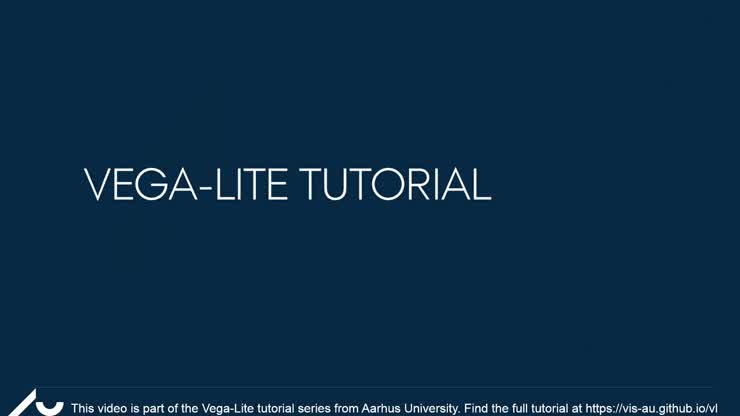 VEGA-LITE TUTORIAL
This video is part of the Vega-Lite tutorial series from Aarhus University. Find the full tutorial at https://vis-au.github.io/vl